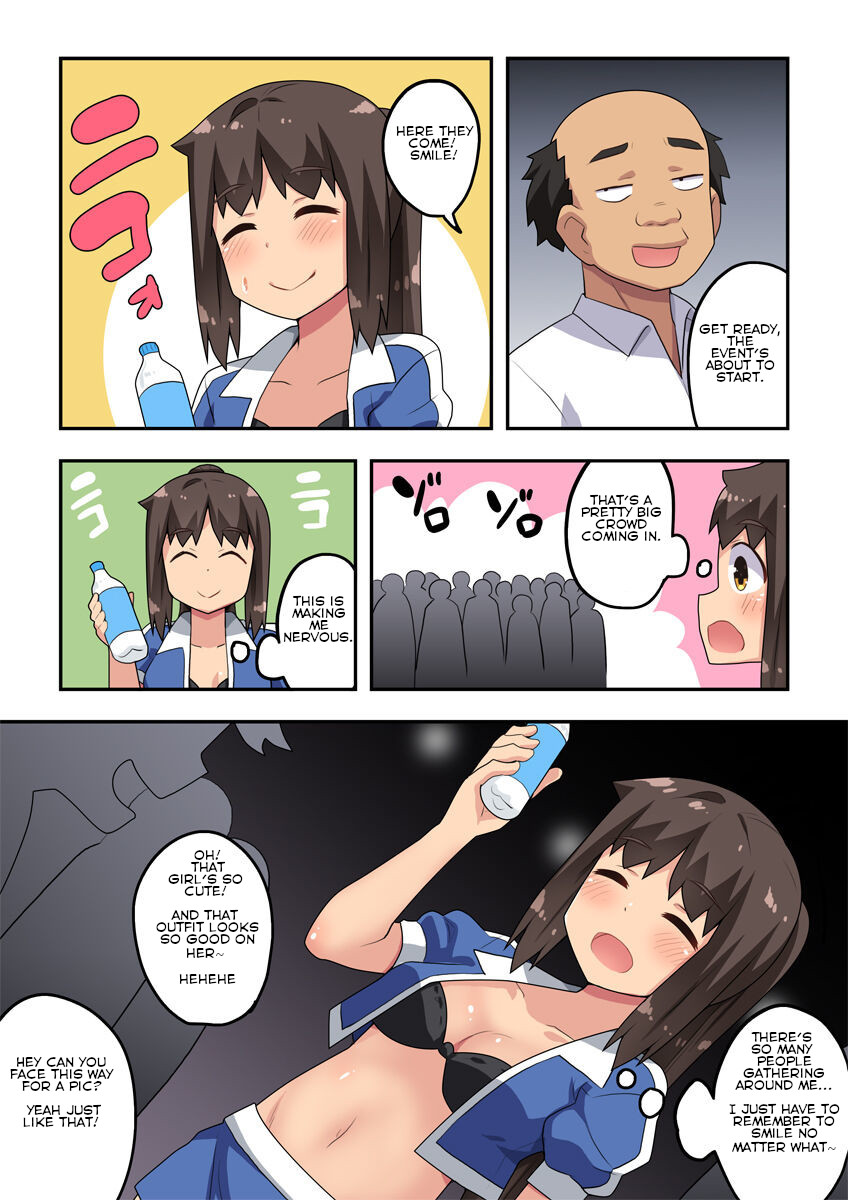 GET READY,
THE
EVENT'S
ABOUT TO
START.
HERE THEY
COME!
SMILE!
ニコッ
THAT'S A
PRETTY BIG
CROWD
COMING IN.
ゾロ
ゾロ
THIS IS
MAKING
ME
NERVOUS.
ニコ
ニコ
THERE'S
SO MANY
PEOPLE
GATHERING
AROUND ME...
I JUST HAVE TO
REMEMBER TO
SMILE NO
MATTER WHAT~
OH!
THAT
GIRL'S SO
CUTE!
AND THAT
OUTFIT LOOKS
SO GOOD ON
HER~
HEHEHE
HEY CAN YOU
FACE THIS WAY
FOR A PIC?
YEAH JUST
LIKE THAT!